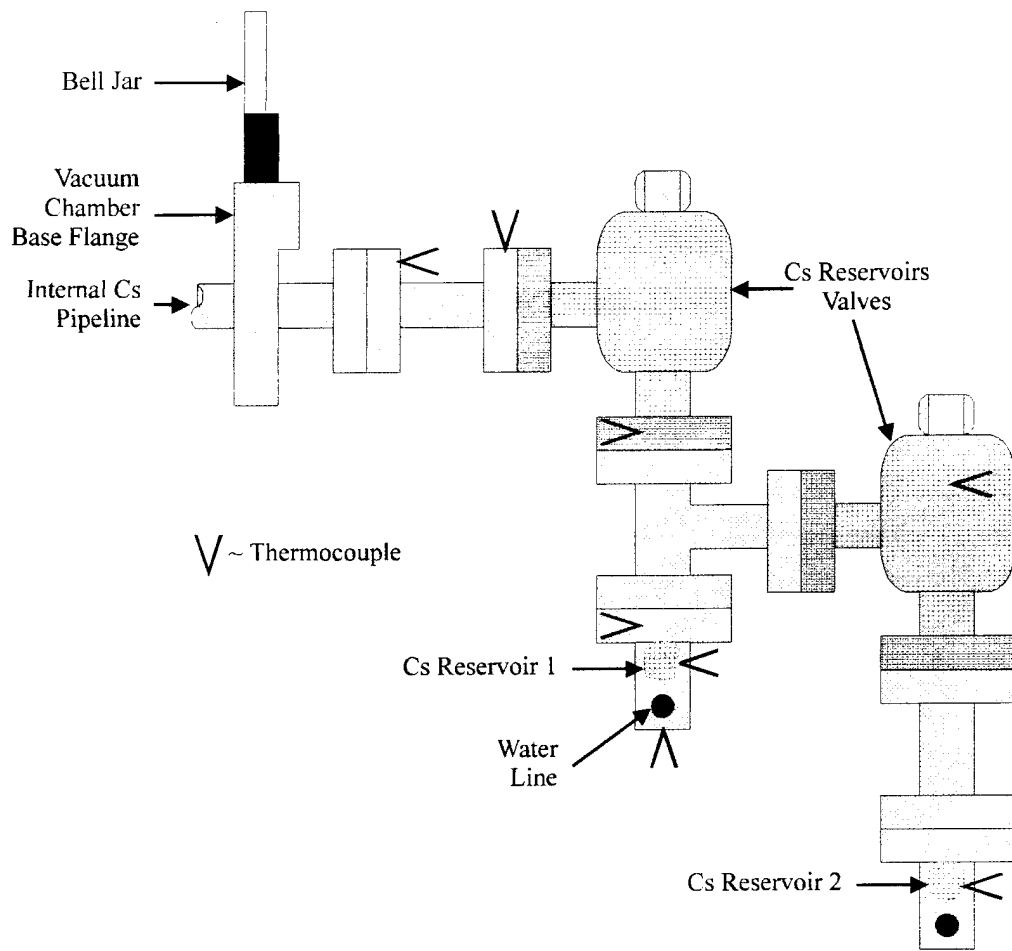 Bell Jar
Vacuum
Chamber
Base Flange
Internal Cs
Pipeline
Cs Reservoirs
Valves
~ Thermocouple
Cs Reservoir 1
Water
Line
Cs Reservoir 2